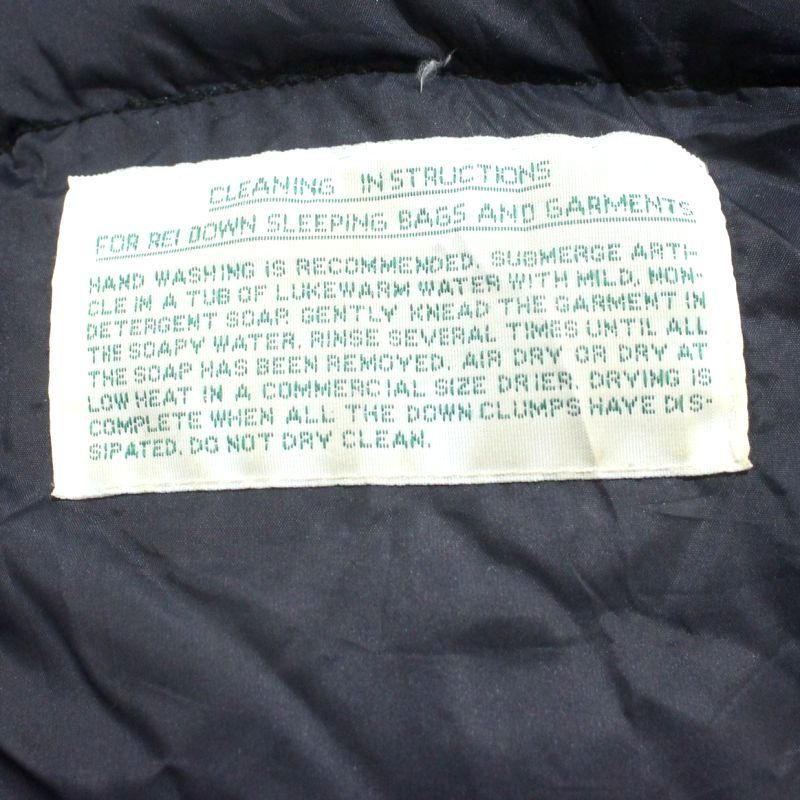 CLEANING INSTRUCTIONS
FOR REI DOWN SLEEPING BAGS AND GARMENTS
HAND WASHING IS RECOMMENDED. SUBMERGE ARTI-
CLE IN A TUB OF LUKEWARM WATER WITH MILD, NON-
DETERGENT SOAP. GENTLY KNEAD THE GARMENT IN
THE SOAPY WATER. RINSE SEVERAL TIMES UNTIL ALL
THE SOAP HAS BEEN REMOVED. AIR DRY OR DRY AT
LOW HEAT IN A COMMERCIAL SIZE DRIER. DRYING IS
COMPLETE WHEN ALL THE DOWN CLUMPS HAVE DIS-
SIPATED. DO NOT DRY CLEAN.